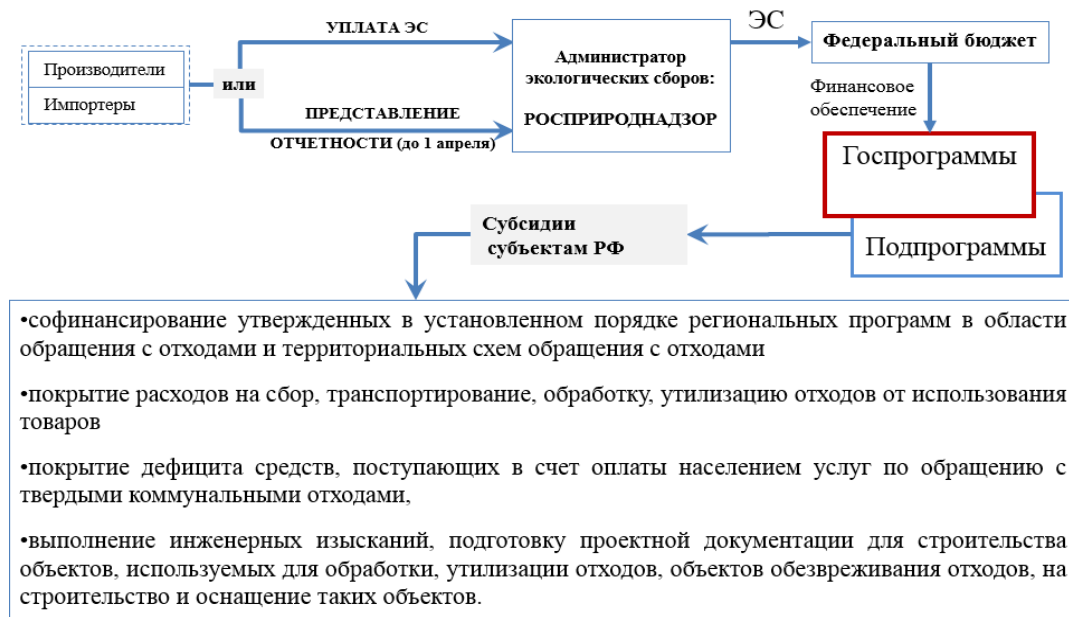 Производители
Импортеры
или
УПЛАТА ЭС
ПРЕДСТАВЛЕНИЕ
ОТЧЕТНОСТИ (до 1 апреля)
Администратор
экологических сборов:
РОСПРИРОДНАДЗОР
ЭС
Федеральный бюджет
Финансовое
обеспечение
Госпрограммы
Подпрограммы
Субсидии
субъектам РФ
•софинансирование утвержденных в установленном порядке региональных программ в области
обращения с отходами и территориальных схем обращения с отходами
•покрытие расходов на сбор, транспортирование, обработку, утилизацию отходов от использования
товаров
•покрытие дефицита средств, поступающих в счет оплаты населением услуг по обращению с
твердыми коммунальными отходами,
•выполнение инженерных изысканий, подготовку проектной документации для строительства
объектов, используемых для обработки, утилизации отходов, объектов обезвреживания отходов, на
строительство и оснащение таких объектов.